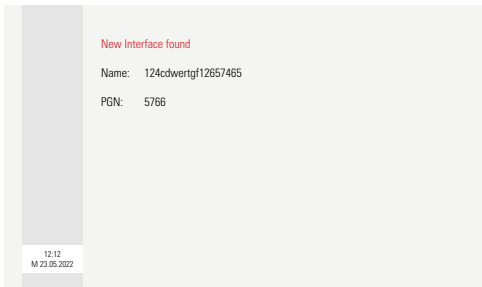 New Interface found
Name: 124cdwertgf12657465
PGN: 5766
12:12
M 23.05.2022